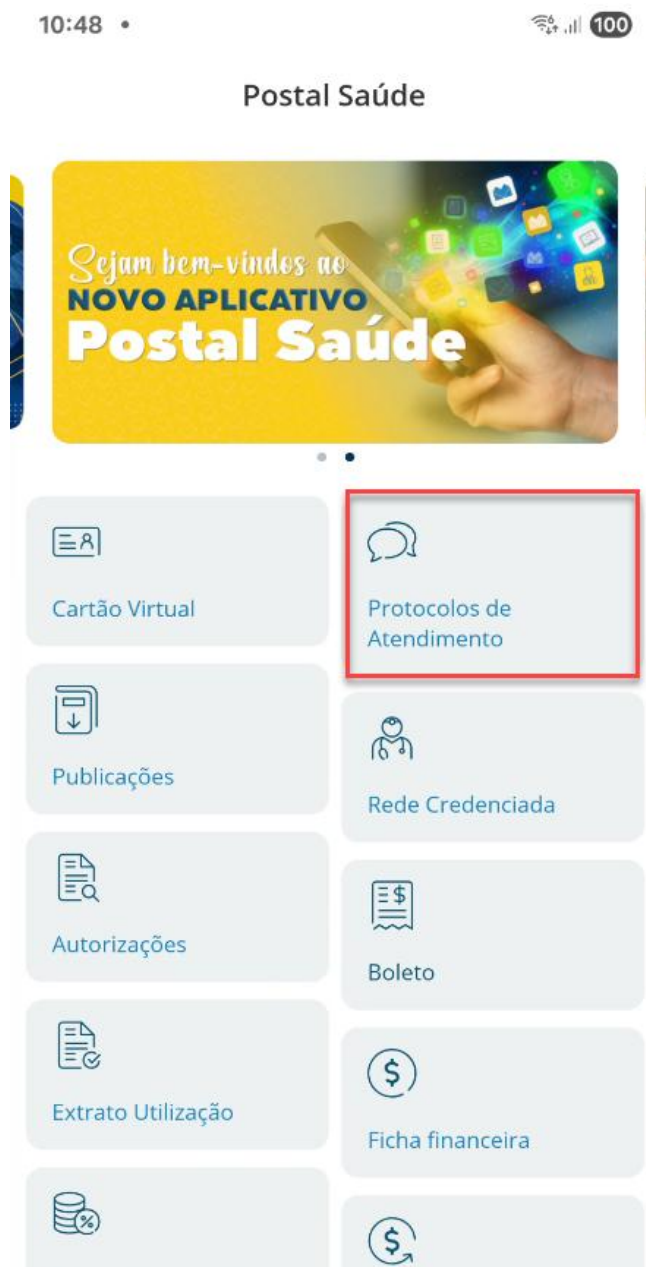 10:48
100
Postal Saúde
Sejam bem-vindos ao
NOVO APLICATIVO
Postal Saúde
Cartão Virtual
Protocolos de
Atendimento
Publicações
Rede Credenciada
Autorizações
Boleto
Extrato Utilização
Ficha financeira